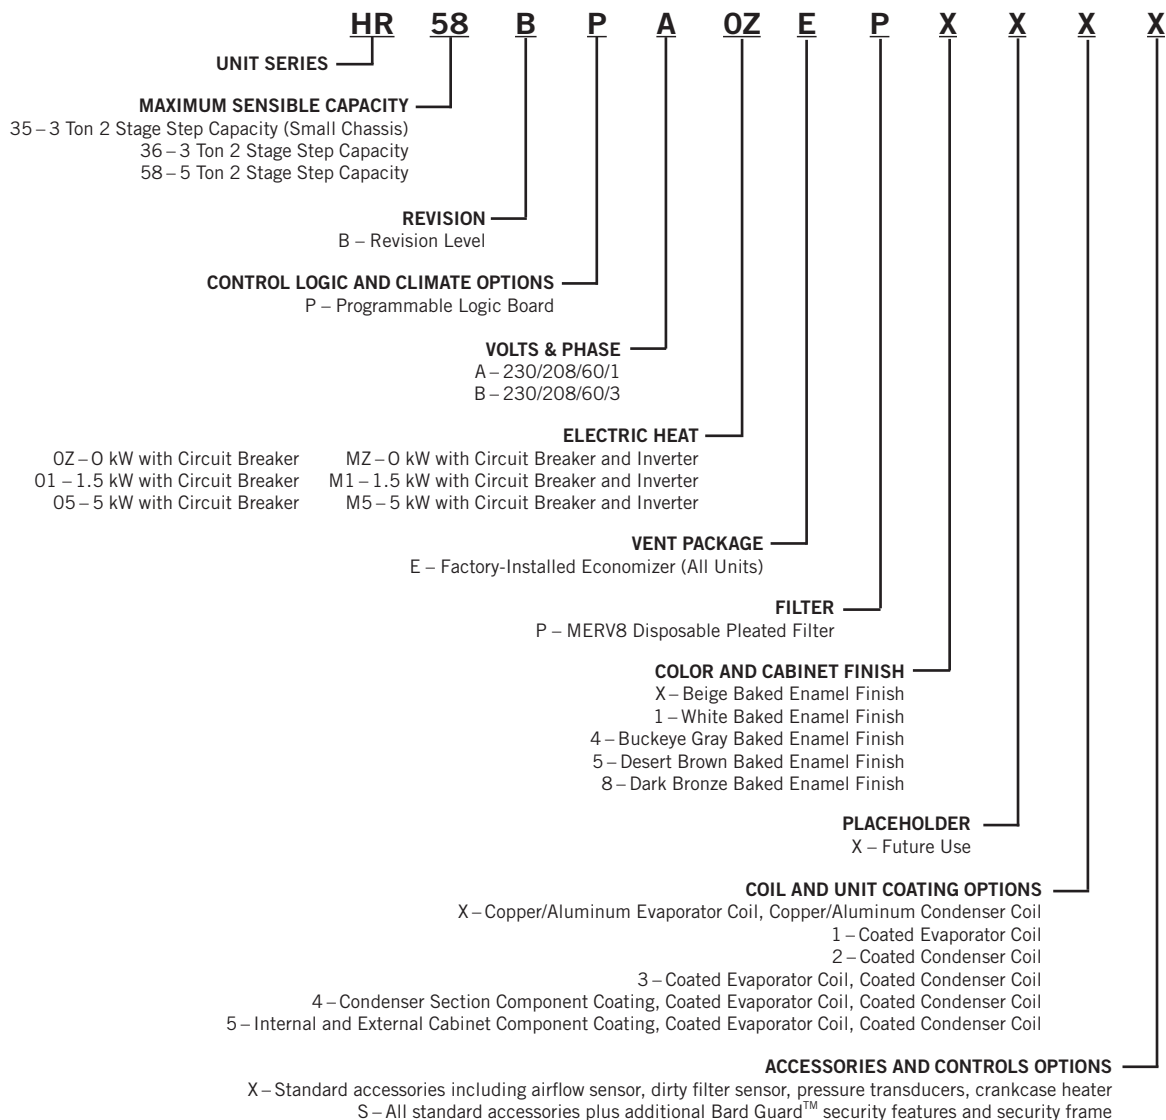 HR 58 B P A 0Z E P X X X X
UNIT SERIES
MAXIMUM SENSIBLE CAPACITY
35 – 3 Ton 2 Stage Step Capacity (Small Chassis)
36 – 3 Ton 2 Stage Step Capacity
58 – 5 Ton 2 Stage Step Capacity
REVISION
B – Revision Level
CONTROL LOGIC AND CLIMATE OPTIONS
P – Programmable Logic Board
VOLTS & PHASE
A – 230/208/60/1
B – 230/208/60/3
ELECTRIC HEAT
0Z – 0 kW with Circuit Breaker MZ – 0 kW with Circuit Breaker and Inverter
01 – 1.5 kW with Circuit Breaker M1 – 1.5 kW with Circuit Breaker and Inverter
05 – 5 kW with Circuit Breaker M5 – 5 kW with Circuit Breaker and Inverter
VENT PACKAGE
E – Factory-Installed Economizer (All Units)
FILTER
P – MERV8 Disposable Pleated Filter
COLOR AND CABINET FINISH
X – Beige Baked Enamel Finish
1 – White Baked Enamel Finish
4 – Buckeye Gray Baked Enamel Finish
5 – Desert Brown Baked Enamel Finish
8 – Dark Bronze Baked Enamel Finish
PLACEHOLDER
X – Future Use
COIL AND UNIT COATING OPTIONS
X – Copper/Aluminum Evaporator Coil, Copper/Aluminum Condenser Coil
1 – Coated Evaporator Coil
2 – Coated Condenser Coil
3 – Coated Evaporator Coil, Coated Condenser Coil
4 – Condenser Section Component Coating, Coated Evaporator Coil, Coated Condenser Coil
5 – Internal and External Cabinet Component Coating, Coated Evaporator Coil, Coated Condenser Coil
ACCESSORIES AND CONTROLS OPTIONS
X – Standard accessories including airflow sensor, dirty filter sensor, pressure transducers, crankcase heater
S – All standard accessories plus additional Bard Guard™ security features and security frame